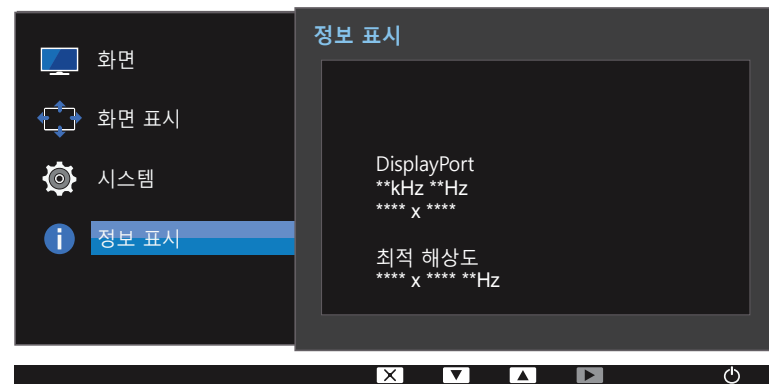 화면
화면 표시
시스템
정보 표시
정보 표시
DisplayPort
**kHz **Hz
**** x ****
최적 해상도
**** x **** **Hz